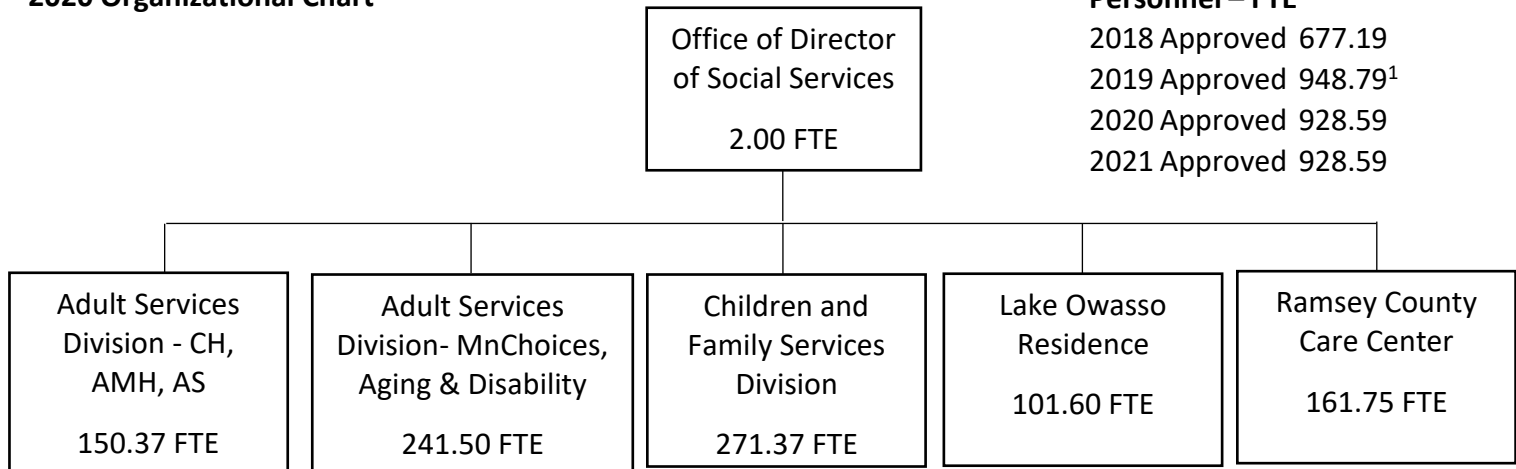 2020 Organizational Chart
Personnel – FTE
2018 Approved 677.19
2019 Approved 948.79¹
2020 Approved 928.59
2021 Approved 928.59
Office of Director
of Social Services
2.00 FTE
Adult Services
Division - CH,
AMH, AS
150.37 FTE
Adult Services
Division- MnChoices,
Aging & Disability
241.50 FTE
Children and
Family Services
Division
271.37 FTE
Lake Owasso
Residence
101.60 FTE
Ramsey County
Care Center
161.75 FTE